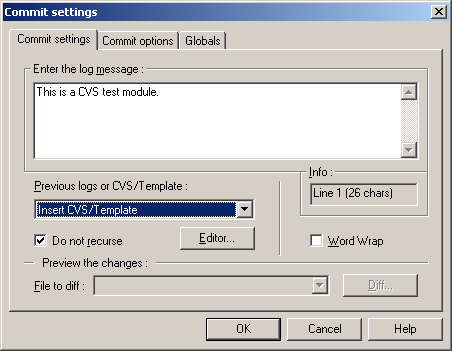 Commit settings
Commit settings Commit options Globals
Enter the log message :
This is a CVS test module.
Previous logs or CVS/Template :
Info :
Insert CVS/Template
Line 1 (26 chars)
Do not recurse
Editor...
Word Wrap
Preview the changes :
File to diff :
Diff...
OK Cancel Help